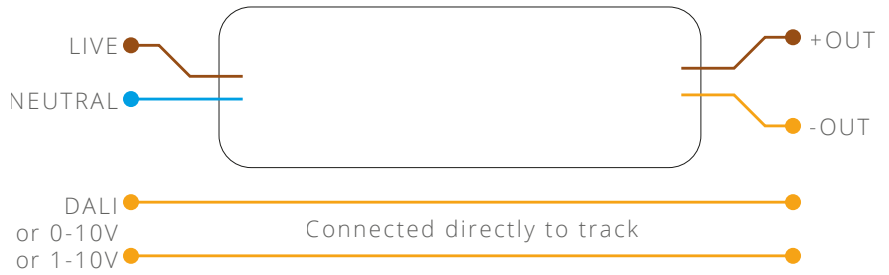 LIVE
+OUT
NEUTRAL
-OUT
DALI
or 0-10V
or 1-10V
Connected directly to track